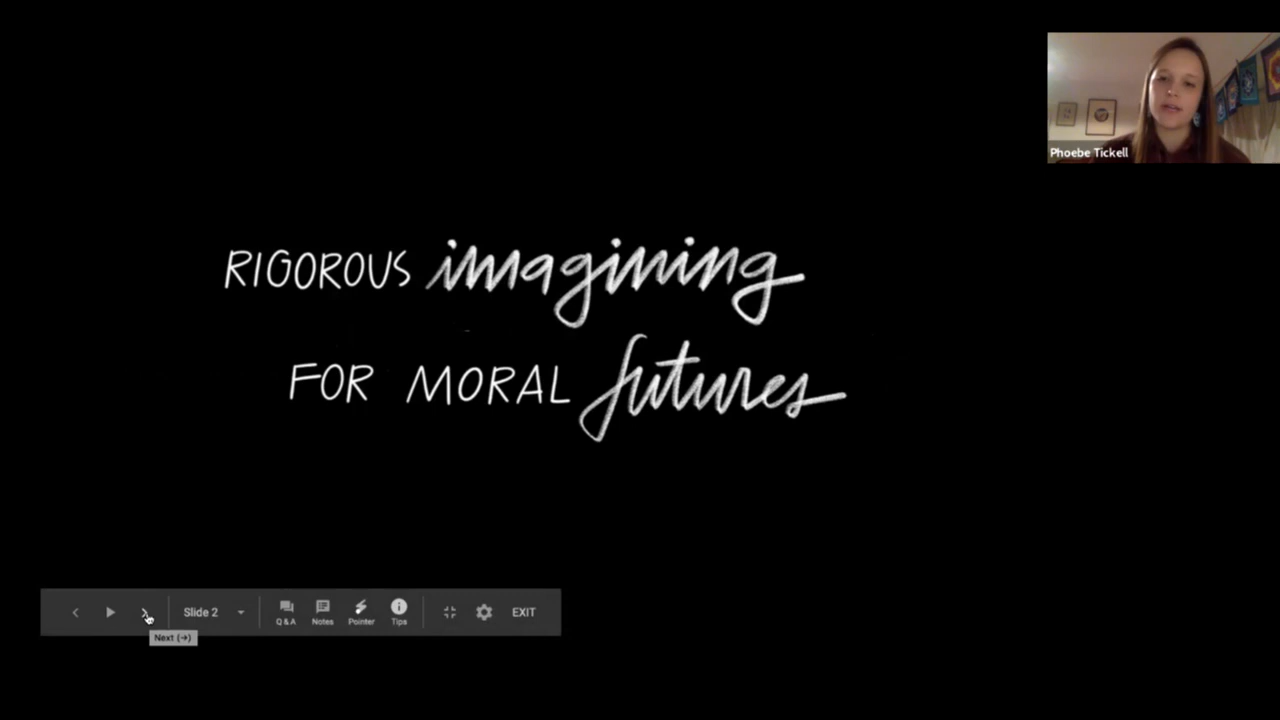 Phoebe Tickell
RIGOROUS imagining
FOR MORAL futures
Slide 2
Q&A
Notes
Pointer
Tips
EXIT
Next (→)